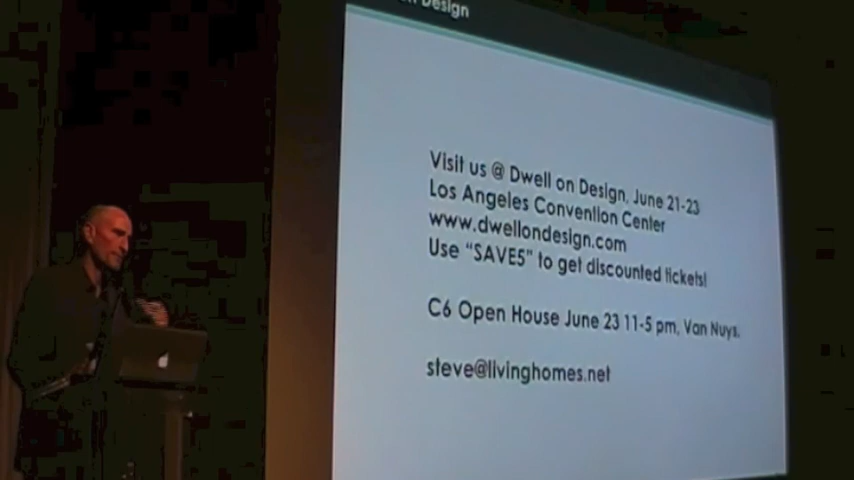 on Design
Visit us @ Dwell on Design, June 21-23
Los Angeles Convention Center
www.dwellondesign.com
Use “SAVE5” to get discounted tickets!
C6 Open House June 23 11-5 pm, Van Nuys.
steve@livinghomes.net